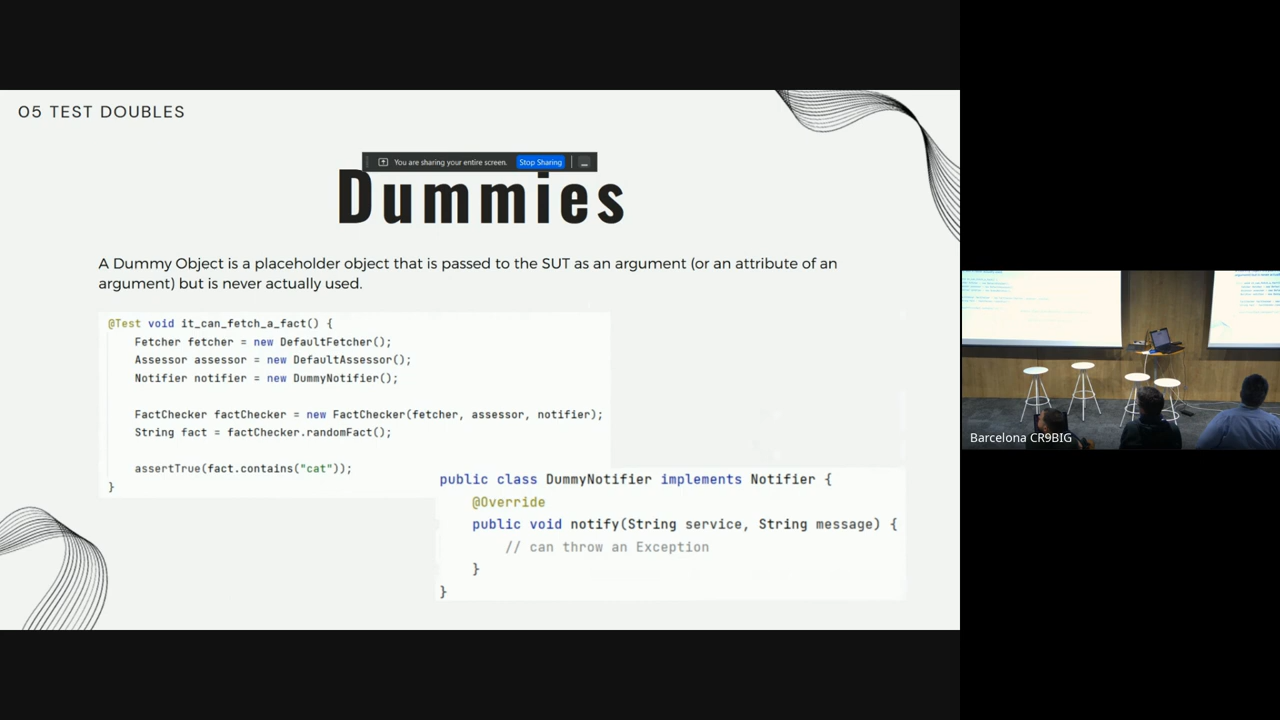 05 TEST DOUBLES
You are sharing your entire screen. Stop Sharing
Dummies
A Dummy Object is a placeholder object that is passed to the SUT as an argument (or an attribute of an
argument) but is never actually used.
@Test void it_can_fetch_a_fact() {
Fetcher fetcher = new DefaultFetcher();
Assessor assessor = new DefaultAssessor();
Notifier notifier = new DummyNotifier();
FactChecker factChecker = new FactChecker(fetcher, assessor, notifier);
String fact = factChecker.randomFact();
assertTrue(fact.contains("cat"));
}
public class DummyNotifier implements Notifier {
@Override
public void notify(String service, String message) {
// can throw an Exception
}
}
Barcelona CR9BIG